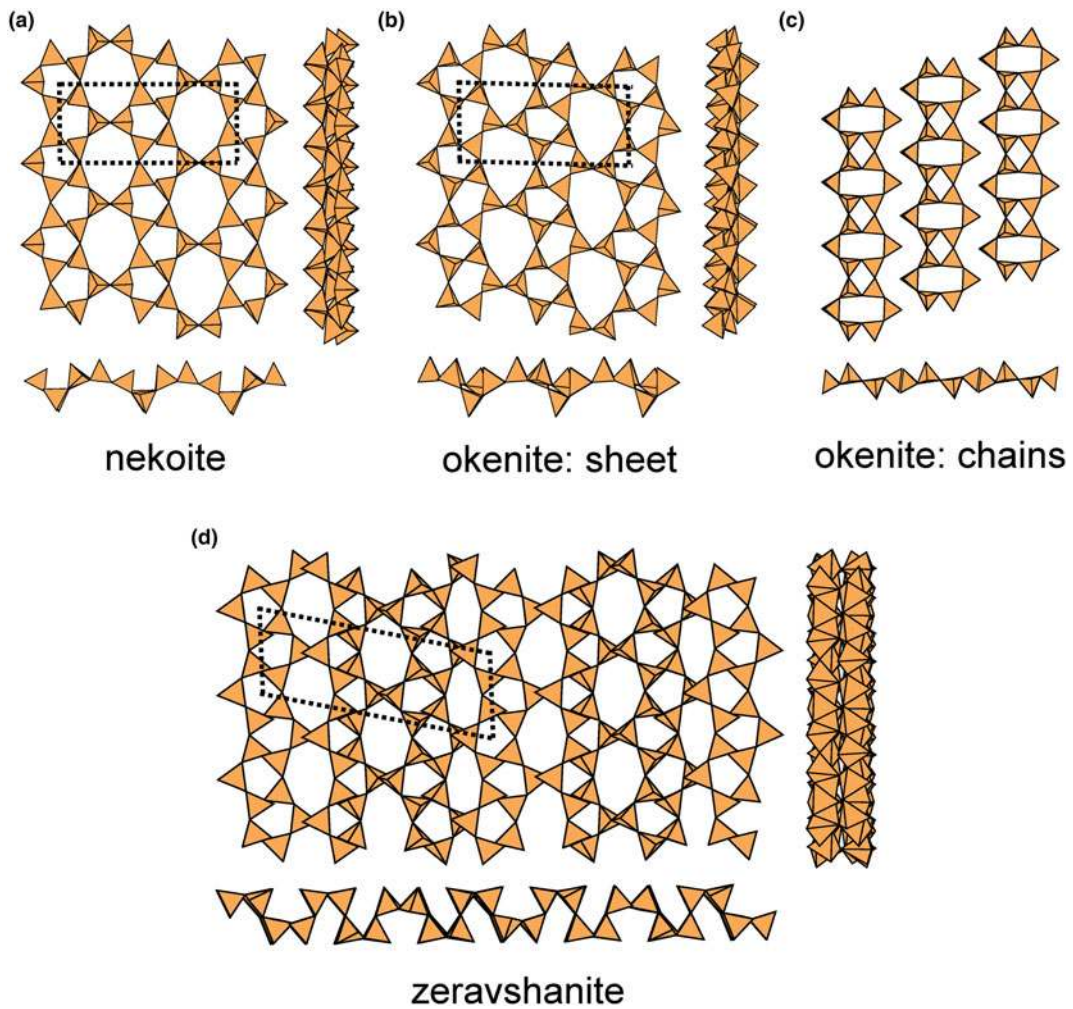 (a)
(b)
(c)
nekoite
okenite: sheet
okenite: chains
(d)
zeravshanite